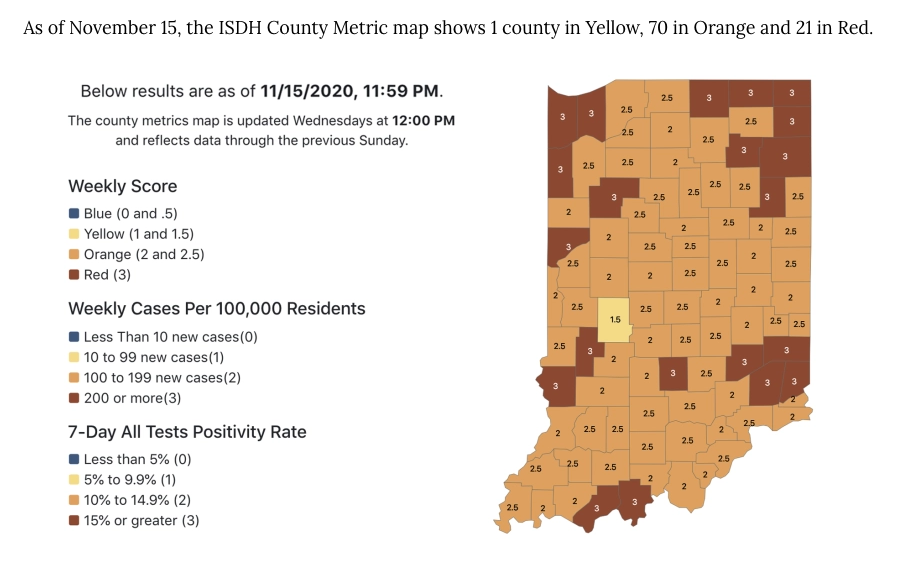 As of November 15, the ISDH County Metric map shows 1 county in Yellow, 70 in Orange and 21 in Red.
Below results are as of 11/15/2020, 11:59 PM.
The county metrics map is updated Wednesdays at 12:00 PM
and reflects data through the previous Sunday.
Weekly Score
Blue (0 and .5)
Yellow (1 and 1.5)
Orange (2 and 2.5)
Red (3)
Weekly Cases Per 100,000 Residents
Less Than 10 new cases(0)
10 to 99 new cases(1)
100 to 199 new cases(2)
200 or more(3)
7-Day All Tests Positivity Rate
Less than 5% (0)
5% to 9.9% (1)
10% to 14.9% (2)
15% or greater (3)
3 3 2.5 2.5 3 3 3
2.5 2 2.5 2.5 3
3 2.5 2.5 2 3 3
3 2.5 2.5 2.5 2.5 3 2.5
2 2.5 2 2.5 2 2.5
3 2 2.5 2.5 2.5 2 2.5
2.5 2 2 2.5 2
2 2.5 1.5 2.5 2.5 2 2 2.5 2.5 2
2.5 3 2 2 2.5 2.5 3 3
3 2 2 3 2.5 2 3 3 2
2 2.5 2.5 2.5 2.5 2 2.5 2
2.5 2.5 2.5 2.5 2.5 2.5
2.5 2 2 3 3 2 2 2